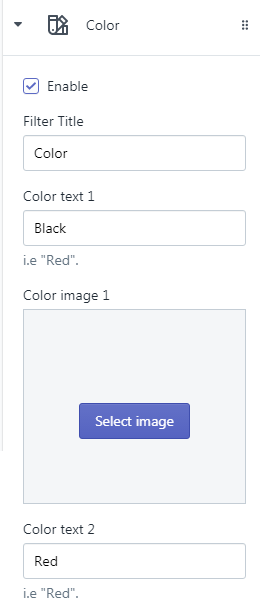 Color
Enable
Filter Title
Color
Color text 1
Black
i.e "Red".
Color image 1
Select image
Color text 2
Red
i.e "Red".